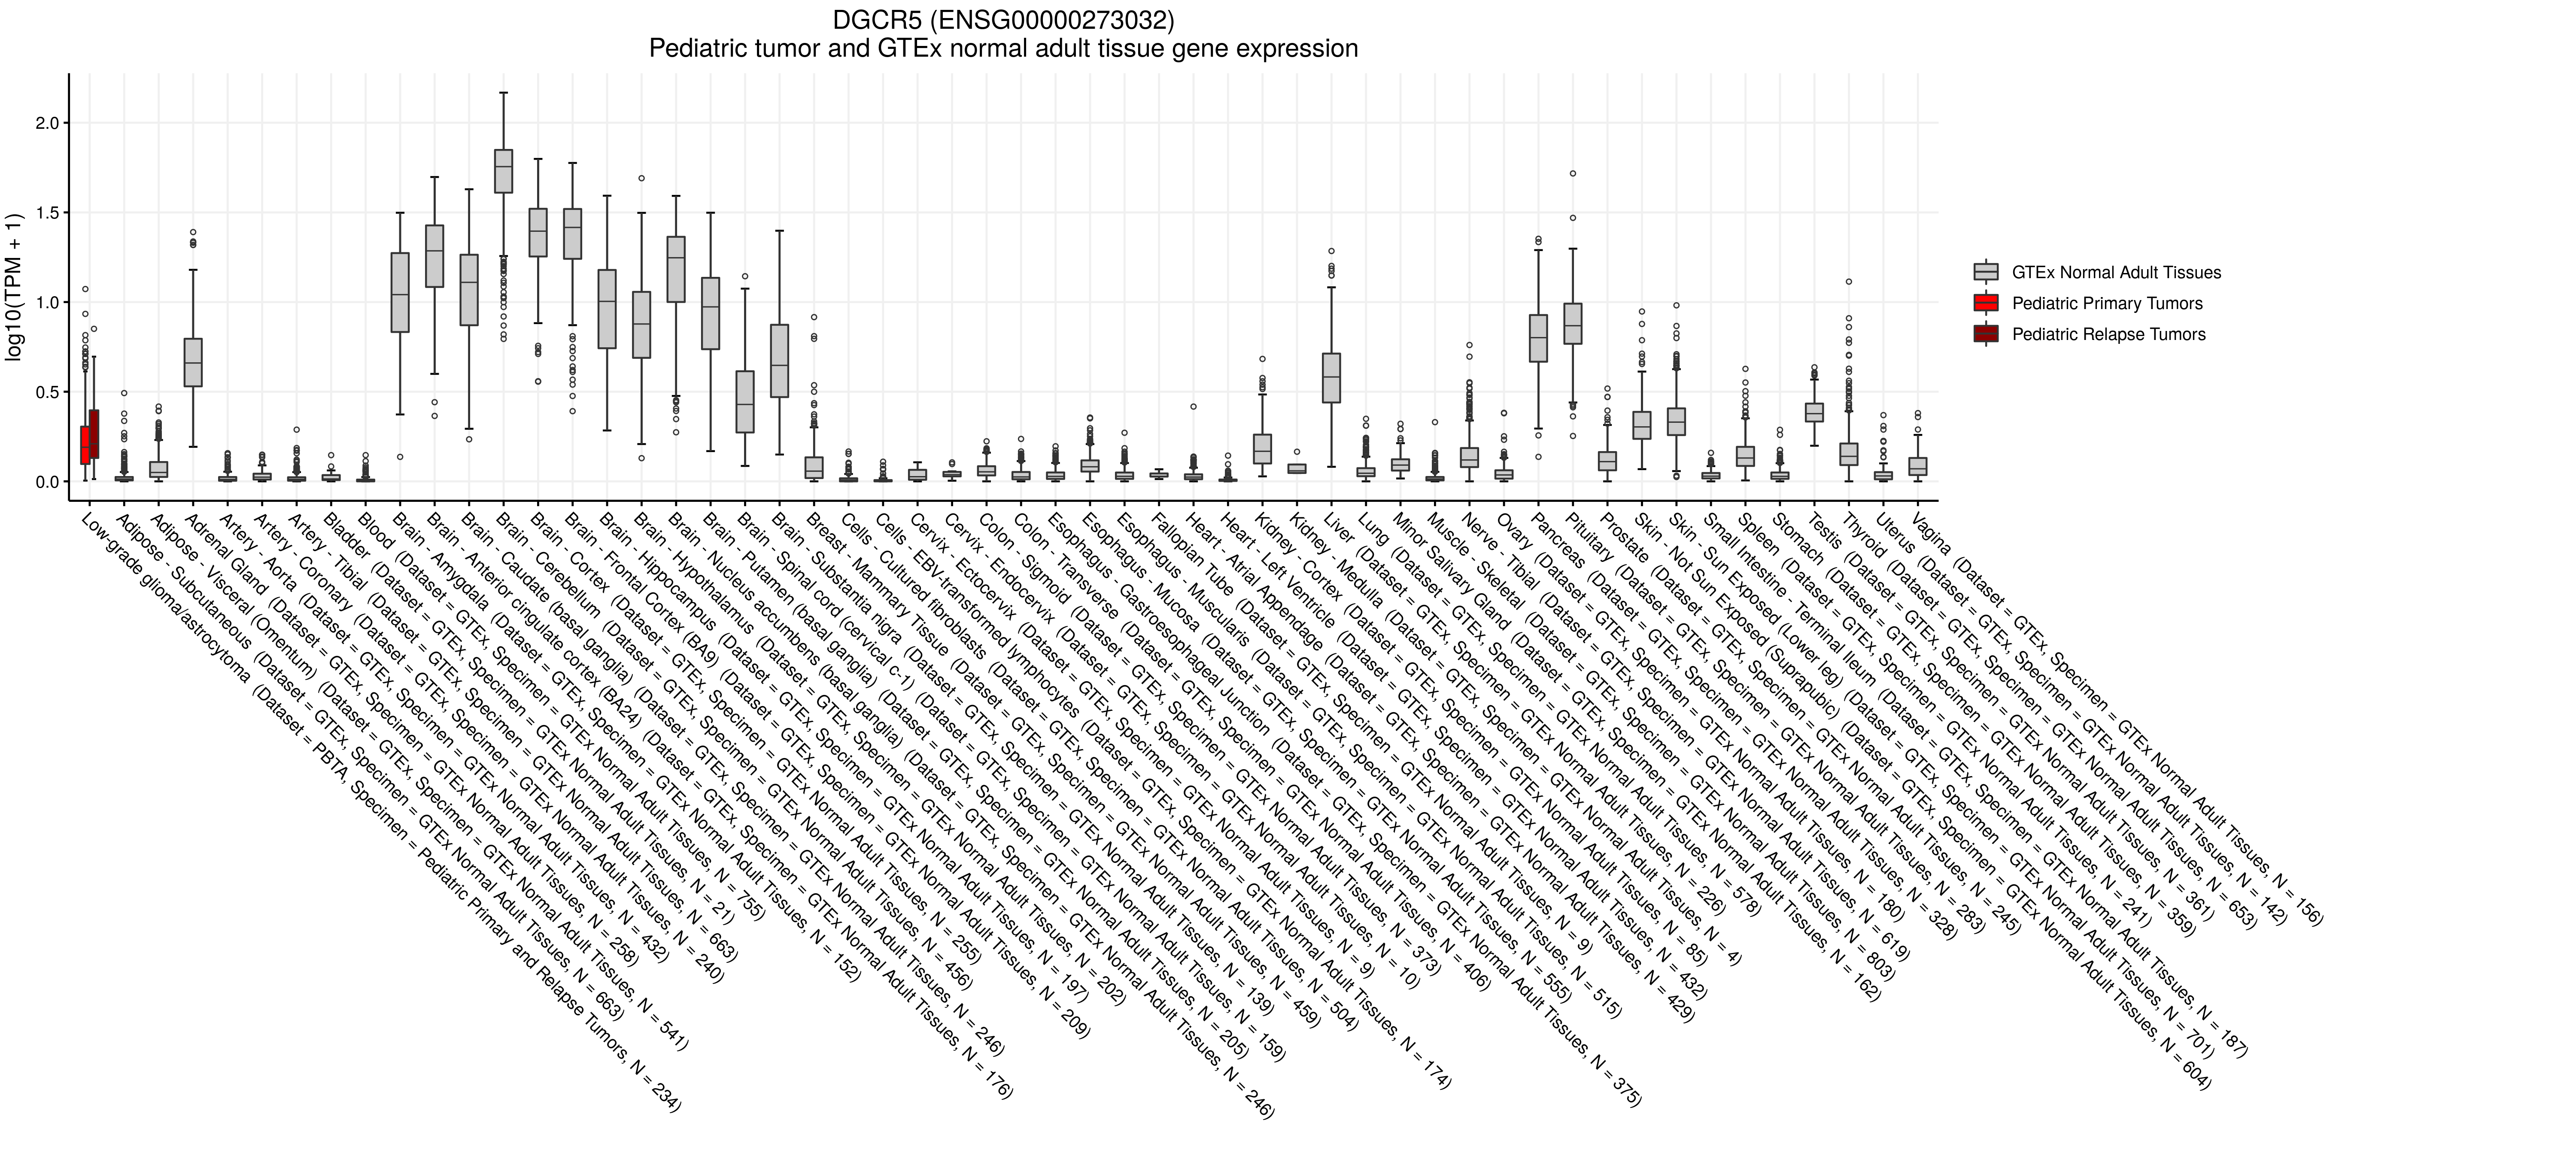 DGCR5 (ENSG00000273032)
Pediatric tumor and GTEx normal adult tissue gene expression
log10(TPM + 1)
2.0
1.5
1.0
0.5
0.0
GTEx Normal Adult Tissues
Pediatric Primary Tumors
Pediatric Relapse Tumors
Low-grade glioma/astrocytoma (Dataset = PBTA, Specimen = Pediatric Primary and Relapse Tumors, N = 234)
Adipose - Subcutaneous (Dataset = GTEx, Specimen = GTEx Normal Adult Tissues, N = 663)
Adipose - Visceral (Omentum) (Dataset = GTEx, Specimen = GTEx Normal Adult Tissues, N = 541)
Adrenal Gland (Dataset = GTEx, Specimen = GTEx Normal Adult Tissues, N = 258)
Artery - Aorta (Dataset = GTEx, Specimen = GTEx Normal Adult Tissues, N = 432)
Artery - Coronary (Dataset = GTEx, Specimen = GTEx Normal Adult Tissues, N = 240)
Artery - Tibial (Dataset = GTEx, Specimen = GTEx Normal Adult Tissues, N = 663)
Bladder (Dataset = GTEx, Specimen = GTEx Normal Adult Tissues, N = 21)
Blood (Dataset = GTEx, Specimen = GTEx Normal Adult Tissues, N = 755)
Brain - Amygdala (Dataset = GTEx, Specimen = GTEx Normal Adult Tissues, N = 152)
Brain - Anterior cingulate cortex (BA24) (Dataset = GTEx, Specimen = GTEx Normal Adult Tissues, N = 176)
Brain - Caudate (basal ganglia) (Dataset = GTEx, Specimen = GTEx Normal Adult Tissues, N = 246)
Brain - Cerebellum (Dataset = GTEx, Specimen = GTEx Normal Adult Tissues, N = 456)
Brain - Cortex (Dataset = GTEx, Specimen = GTEx Normal Adult Tissues, N = 255)
Brain - Frontal Cortex (BA9) (Dataset = GTEx, Specimen = GTEx Normal Adult Tissues, N = 209)
Brain - Hippocampus (Dataset = GTEx, Specimen = GTEx Normal Adult Tissues, N = 197)
Brain - Hypothalamus (Dataset = GTEx, Specimen = GTEx Normal Adult Tissues, N = 202)
Brain - Nucleus accumbens (basal ganglia) (Dataset = GTEx, Specimen = GTEx Normal Adult Tissues, N = 246)
Brain - Putamen (basal ganglia) (Dataset = GTEx, Specimen = GTEx Normal Adult Tissues, N = 205)
Brain - Spinal cord (cervical c-1) (Dataset = GTEx, Specimen = GTEx Normal Adult Tissues, N = 159)
Brain - Substantia nigra (Dataset = GTEx, Specimen = GTEx Normal Adult Tissues, N = 139)
Breast - Mammary Tissue (Dataset = GTEx, Specimen = GTEx Normal Adult Tissues, N = 459)
Cells - Cultured fibroblasts (Dataset = GTEx, Specimen = GTEx Normal Adult Tissues, N = 504)
Cells - EBV-transformed lymphocytes (Dataset = GTEx, Specimen = GTEx Normal Adult Tissues, N = 174)
Cervix - Ectocervix (Dataset = GTEx, Specimen = GTEx Normal Adult Tissues, N = 9)
Cervix - Endocervix (Dataset = GTEx, Specimen = GTEx Normal Adult Tissues, N = 10)
Colon - Sigmoid (Dataset = GTEx, Specimen = GTEx Normal Adult Tissues, N = 373)
Colon - Transverse (Dataset = GTEx, Specimen = GTEx Normal Adult Tissues, N = 406)
Esophagus - Gastroesophageal Junction (Dataset = GTEx, Specimen = GTEx Normal Adult Tissues, N = 375)
Esophagus - Mucosa (Dataset = GTEx, Specimen = GTEx Normal Adult Tissues, N = 555)
Esophagus - Muscularis (Dataset = GTEx, Specimen = GTEx Normal Adult Tissues, N = 515)
Fallopian Tube (Dataset = GTEx, Specimen = GTEx Normal Adult Tissues, N = 9)
Heart - Atrial Appendage (Dataset = GTEx, Specimen = GTEx Normal Adult Tissues, N = 429)
Heart - Left Ventricle (Dataset = GTEx, Specimen = GTEx Normal Adult Tissues, N = 432)
Kidney - Cortex (Dataset = GTEx, Specimen = GTEx Normal Adult Tissues, N = 85)
Kidney - Medulla (Dataset = GTEx, Specimen = GTEx Normal Adult Tissues, N = 4)
Liver (Dataset = GTEx, Specimen = GTEx Normal Adult Tissues, N = 226)
Lung (Dataset = GTEx, Specimen = GTEx Normal Adult Tissues, N = 578)
Minor Salivary Gland (Dataset = GTEx, Specimen = GTEx Normal Adult Tissues, N = 162)
Muscle - Skeletal (Dataset = GTEx, Specimen = GTEx Normal Adult Tissues, N = 803)
Nerve - Tibial (Dataset = GTEx, Specimen = GTEx Normal Adult Tissues, N = 619)
Ovary (Dataset = GTEx, Specimen = GTEx Normal Adult Tissues, N = 180)
Pancreas (Dataset = GTEx, Specimen = GTEx Normal Adult Tissues, N = 328)
Pituitary (Dataset = GTEx, Specimen = GTEx Normal Adult Tissues, N = 283)
Prostate (Dataset = GTEx, Specimen = GTEx Normal Adult Tissues, N = 245)
Skin - Not Sun Exposed (Suprapubic) (Dataset = GTEx, Specimen = GTEx Normal Adult Tissues, N = 604)
Skin - Sun Exposed (Lower leg) (Dataset = GTEx, Specimen = GTEx Normal Adult Tissues, N = 701)
Small Intestine - Terminal Ileum (Dataset = GTEx, Specimen = GTEx Normal Adult Tissues, N = 187)
Spleen (Dataset = GTEx, Specimen = GTEx Normal Adult Tissues, N = 241)
Stomach (Dataset = GTEx, Specimen = GTEx Normal Adult Tissues, N = 359)
Testis (Dataset = GTEx, Specimen = GTEx Normal Adult Tissues, N = 361)
Thyroid (Dataset = GTEx, Specimen = GTEx Normal Adult Tissues, N = 653)
Uterus (Dataset = GTEx, Specimen = GTEx Normal Adult Tissues, N = 142)
Vagina (Dataset = GTEx, Specimen = GTEx Normal Adult Tissues, N = 156)